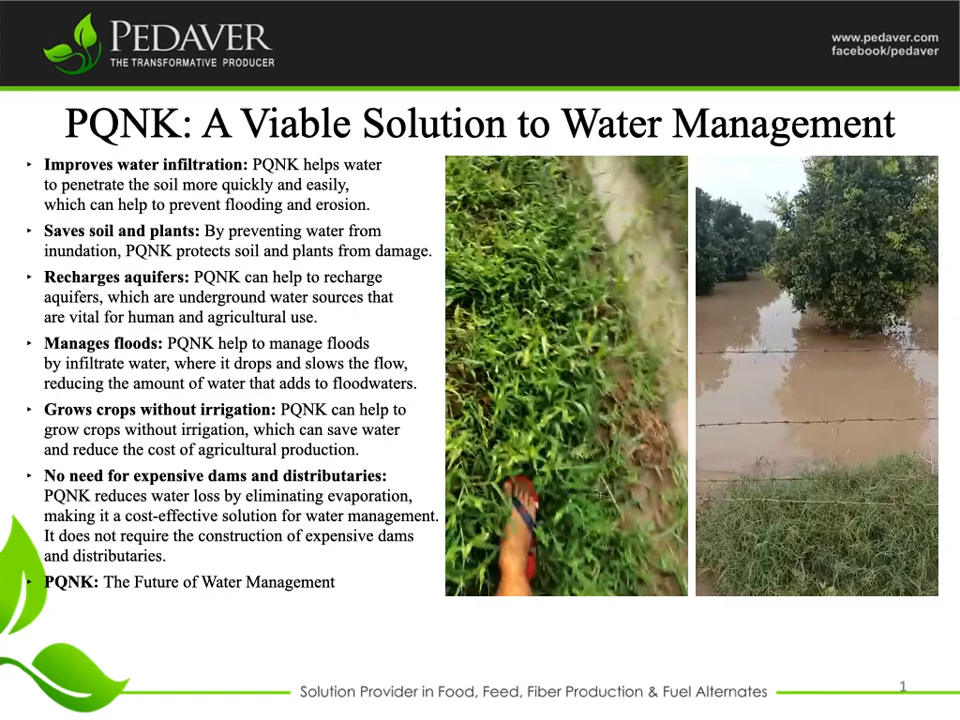 PEDAVER
THE TRANSFORMATIVE PRODUCER
www.pedaver.com
facebook/pedaver
PQNK: A Viable Solution to Water Management
‣ Improves water infiltration: PQNK helps water
to penetrate the soil more quickly and easily,
which can help to prevent flooding and erosion.
‣ Saves soil and plants: By preventing water from
inundation, PQNK protects soil and plants from damage.
‣ Recharges aquifers: PQNK can help to recharge
aquifers, which are underground water sources that
are vital for human and agricultural use.
‣ Manages floods: PQNK help to manage floods
by infiltrate water, where it drops and slows the flow,
reducing the amount of water that adds to floodwaters.
‣ Grows crops without irrigation: PQNK can help to
grow crops without irrigation, which can save water
and reduce the cost of agricultural production.
‣ No need for expensive dams and distributaries:
PQNK reduces water loss by eliminating evaporation,
making it a cost-effective solution for water management.
It does not require the construction of expensive dams
and distributaries.
‣ PQNK: The Future of Water Management
Solution Provider in Food, Feed, Fiber Production & Fuel Alternates
1